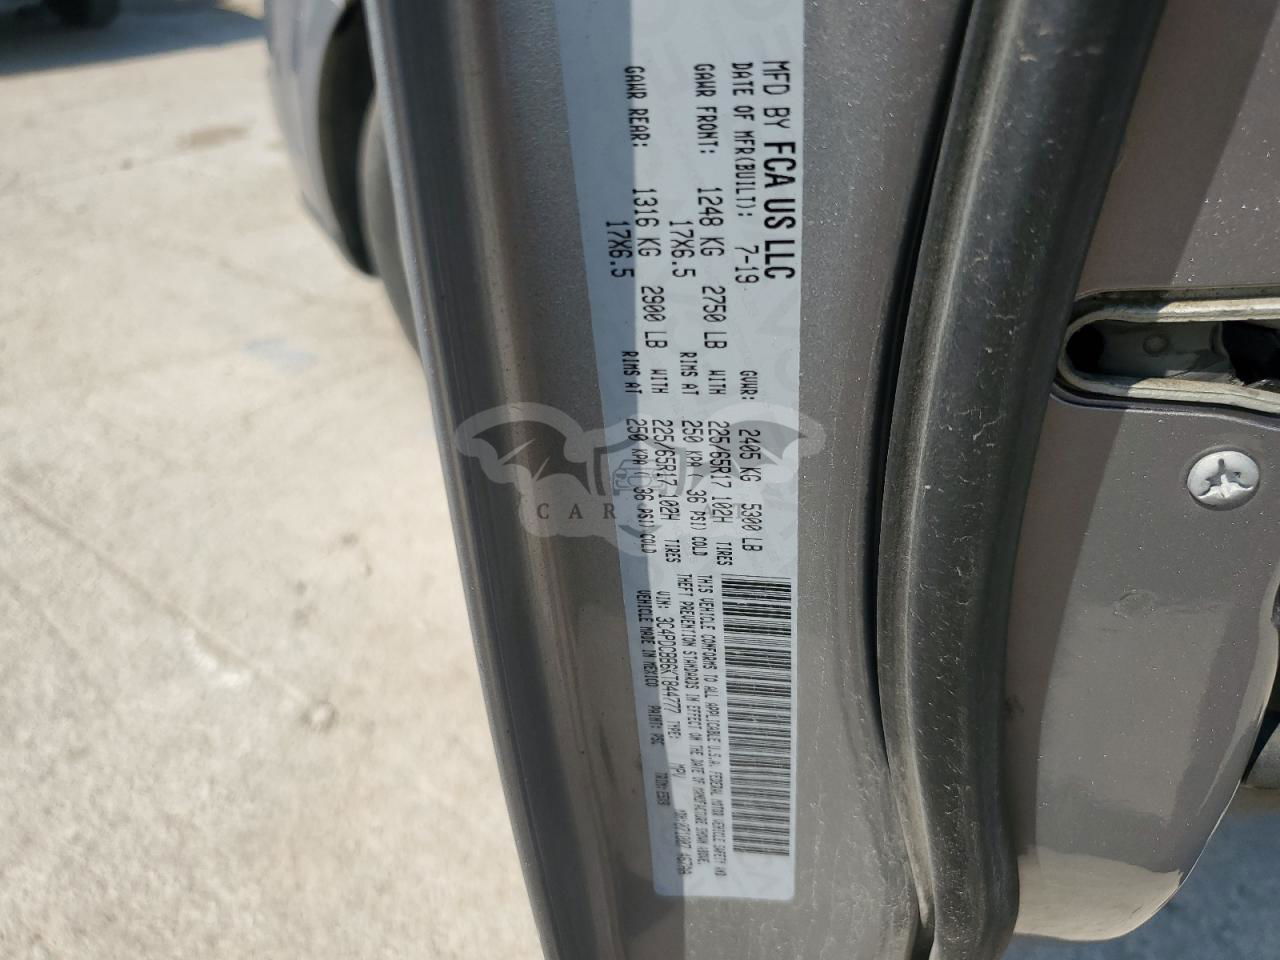 MFD BY FCA US LLC
DATE OF MFR(BUILT): 7-19
GVWR: 2405 KG 5300 LB
GAWR FRONT: 1248 KG 2750 LB WITH 225/65R17 102H TIRES
17X6.5 RIMS AT 250 KPA( 36 PSI) COLD
GAWR REAR: 1316 KG 2900 LB WITH 225/65R17 102H TIRES
17X6.5 RIMS AT 250 KPA( 36 PSI) COLD
THIS VEHICLE CONFORMS TO ALL APPLICABLE U.S.A. FEDERAL MOTOR VEHICLE SAFETY AND
THEFT PREVENTION STANDARDS IN EFFECT ON THE DATE OF MANUFACTURE SHOWN ABOVE.
VIN: 3C4PDCBB6KT844777 TYPE: MPV
VEHICLE MADE IN MEXICO PAINT: PSC